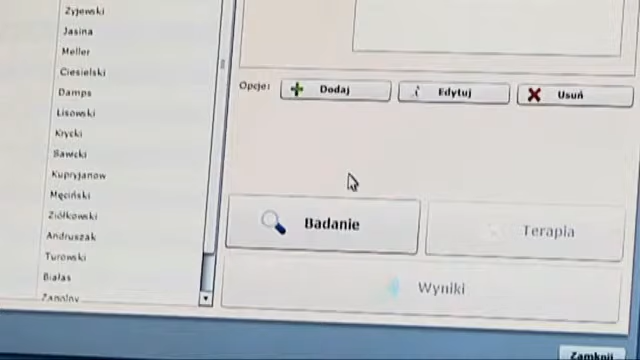 Żyjewski
Jasina
Meller
Ciesielski
Damps
Lisowski
Krycki
Sawicki
Kupryjanow
Męciński
Ziółkowski
Andruszak
Turowski
Białas
Opcje:
Dodaj
Edytuj
Usuń
Badanie
Terapia
Wyniki
Zamknij